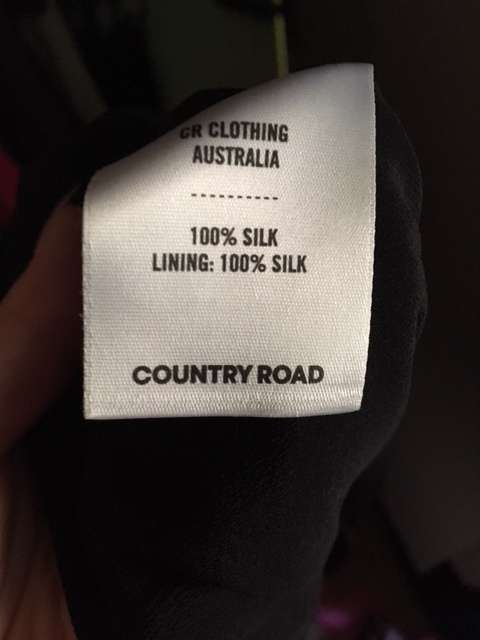 CR CLOTHING
AUSTRALIA
----------
100% SILK
LINING: 100% SILK
COUNTRY ROAD